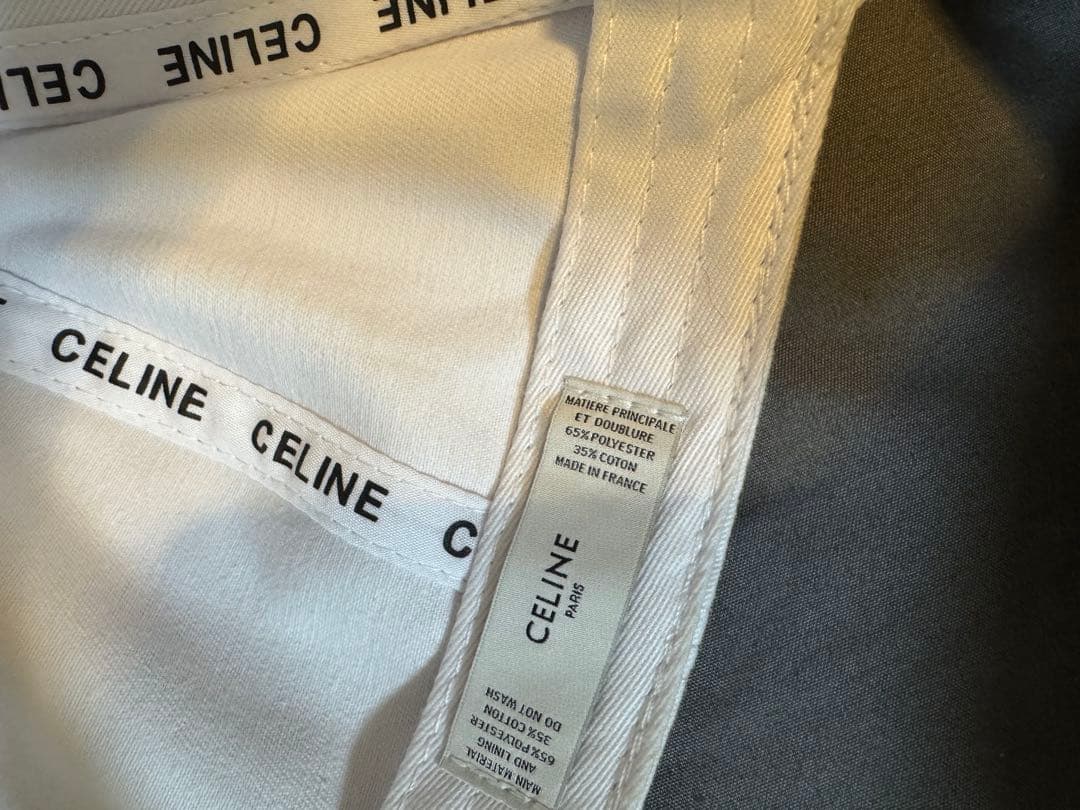 CELINE
CELINE
CELINE
CELINE
C
MATIERE PRINCIPALE
ET DOUBLURE
65% POLYESTER
35% COTON
MADE IN FRANCE
CELINE
PARIS
MAIN MATERIAL
AND LINING
65% POLYESTER
35% COTTON
DO NOT WASH